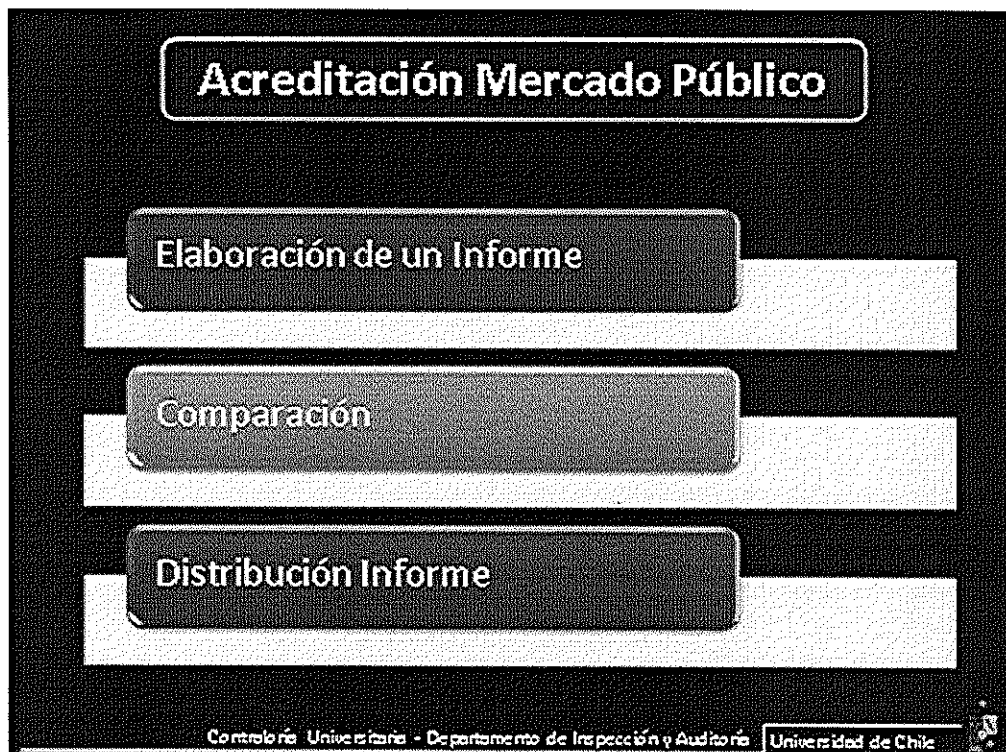 Acreditación Mercado Público
Elaboración de un Informe
Comparación
Distribución Informe
Contraloría Universitaria - Departamento de Inspección y Auditoría
Universidad de Chile